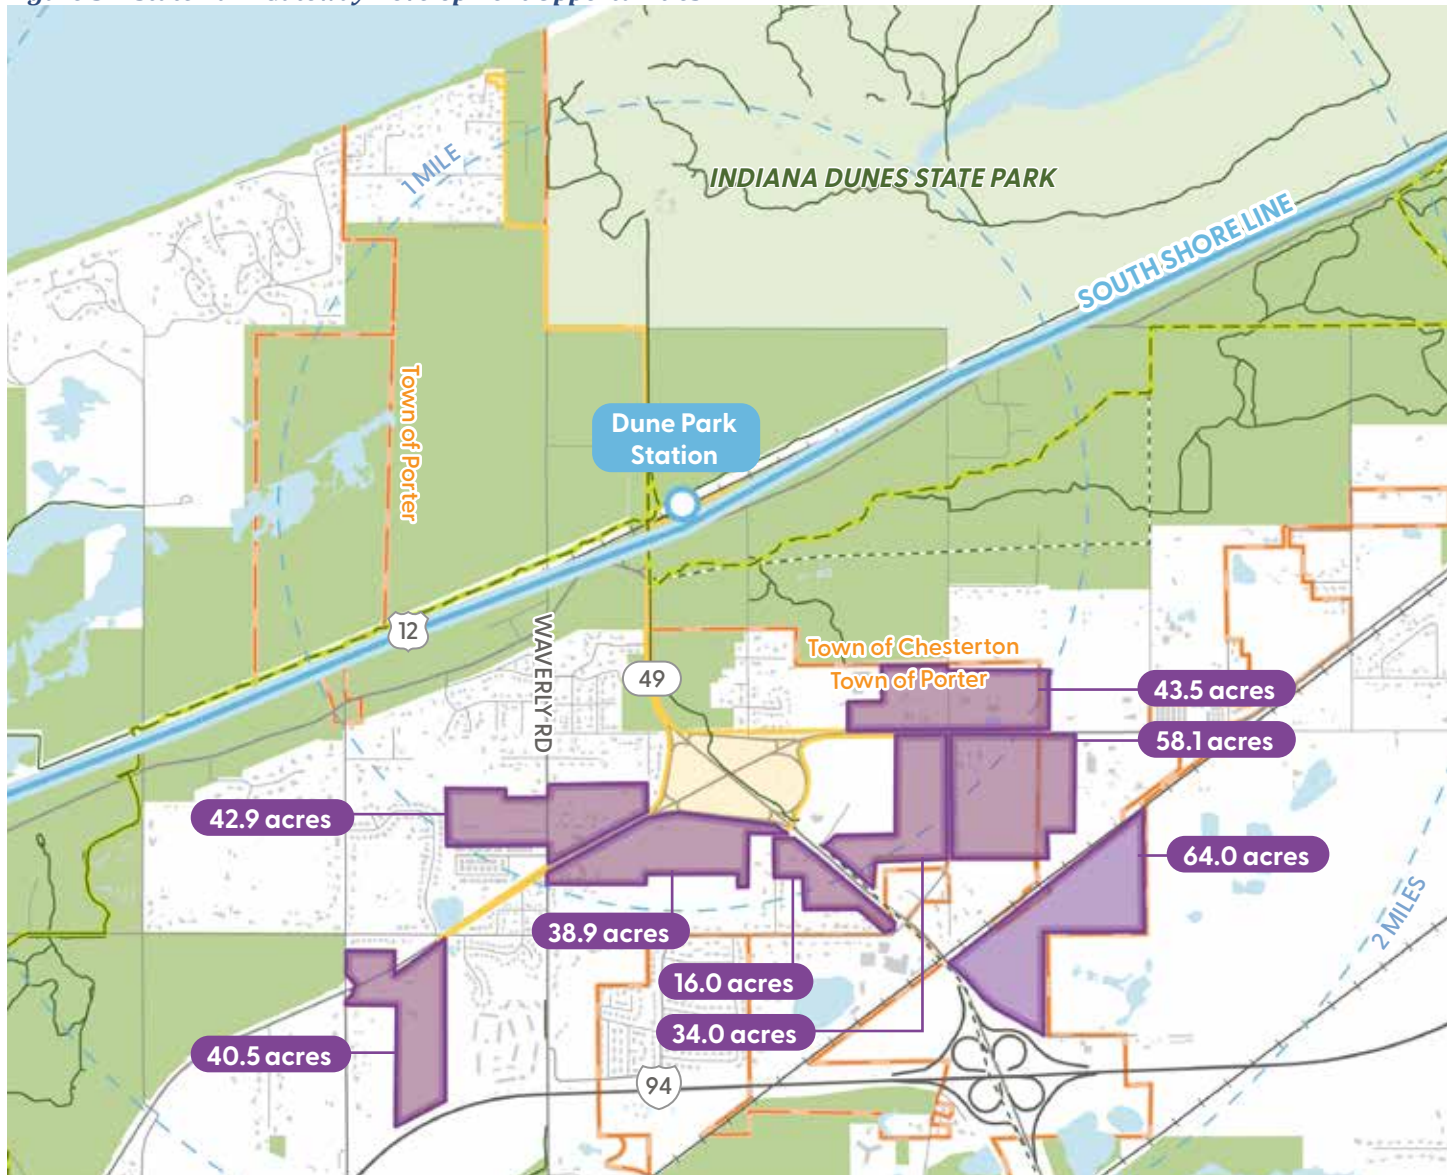 1 MILE
INDIANA DUNES STATE PARK
SOUTH SHORE LINE
Town of Porter
Dune Park
Station
12
WAVERLY RD
49
Town of Chesterton
Town of Porter
43.5 acres
58.1 acres
42.9 acres
64.0 acres
2 MILES
38.9 acres
16.0 acres
34.0 acres
40.5 acres
94